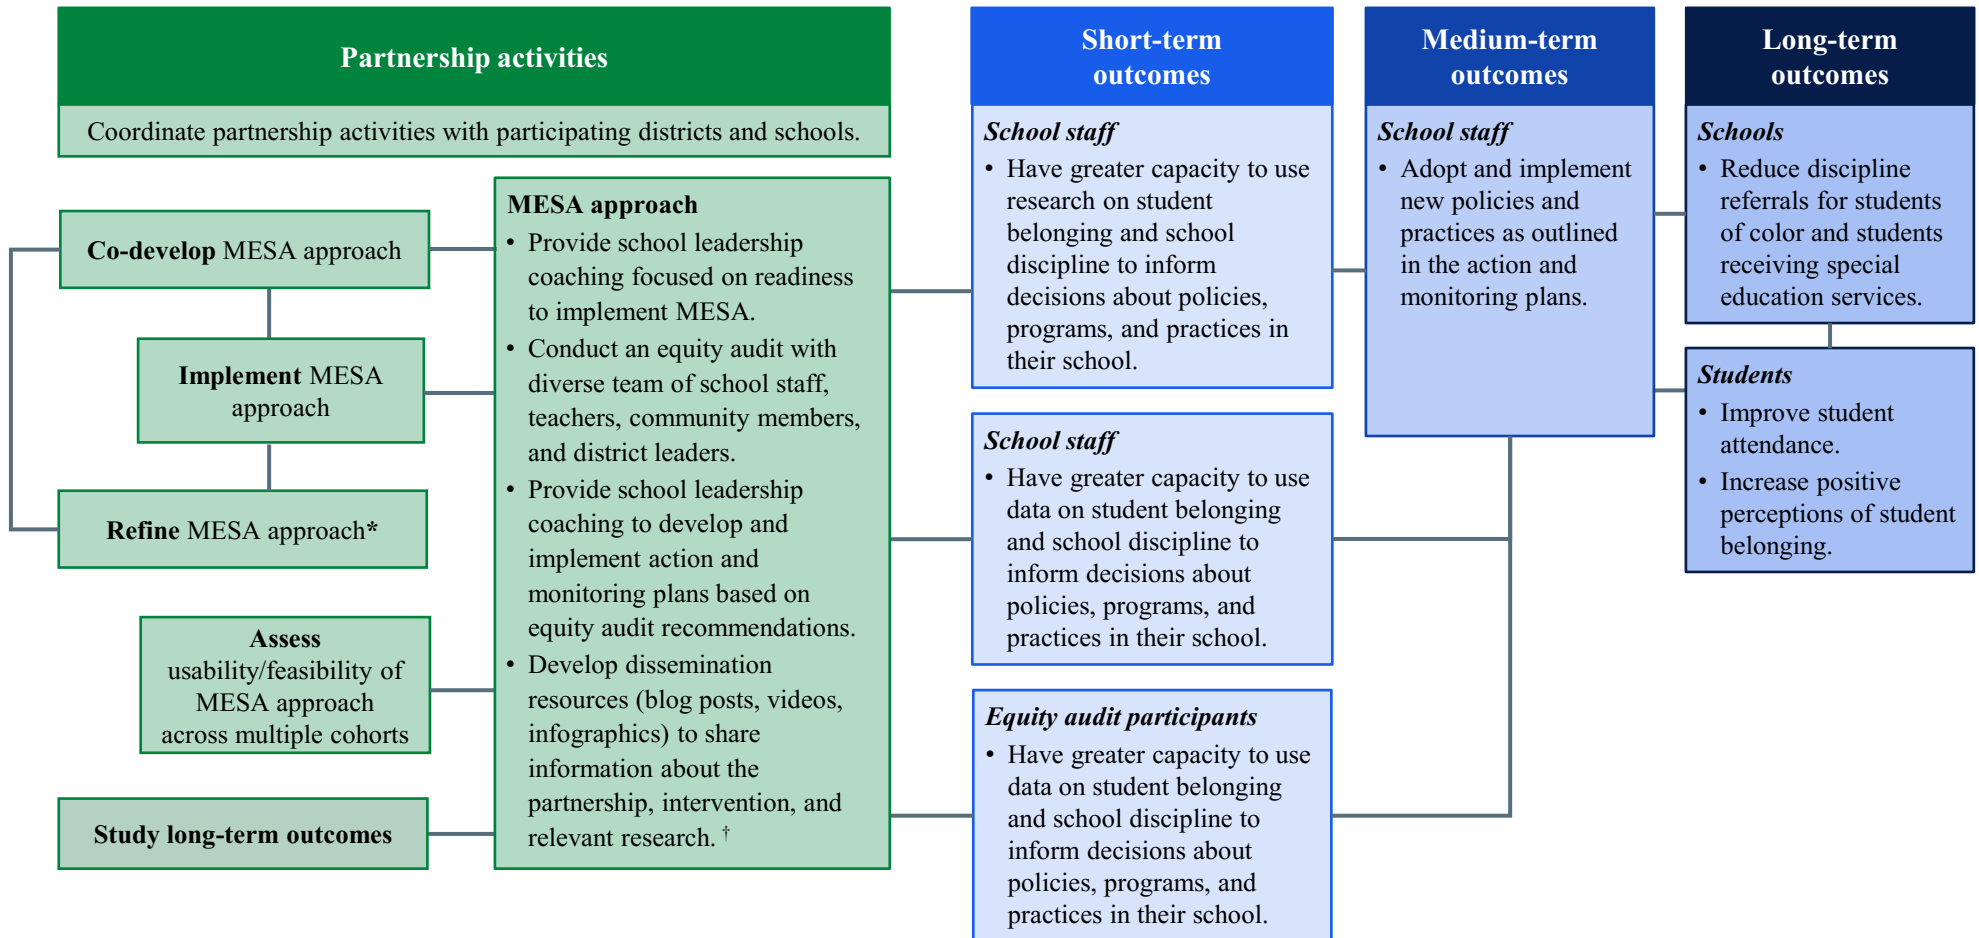 Partnership activities
Coordinate partnership activities with participating districts and schools.
Co-develop MESA approach
Implement MESA
approach
Refine MESA approach*
Assess
usability/feasibility of
MESA approach
across multiple cohorts
Study long-term outcomes
MESA approach
• Provide school leadership
coaching focused on readiness
to implement MESA.
• Conduct an equity audit with
diverse team of school staff,
teachers, community members,
and district leaders.
• Provide school leadership
coaching to develop and
implement action and
monitoring plans based on
equity audit recommendations.
• Develop dissemination
resources (blog posts, videos,
infographics) to share
information about the
partnership, intervention, and
relevant research. †
Short-term
outcomes
School staff
• Have greater capacity to use
research on student
belonging and school
discipline to inform
decisions about policies,
programs, and practices in
their school.
School staff
• Have greater capacity to use
data on student belonging
and school discipline to
inform decisions about
policies, programs, and
practices in their school.
Equity audit participants
• Have greater capacity to use
data on student belonging
and school discipline to
inform decisions about
policies, programs, and
practices in their school.
Medium-term
outcomes
School staff
• Adopt and implement
new policies and
practices as outlined
in the action and
monitoring plans.
Long-term
outcomes
Schools
• Reduce discipline
referrals for students
of color and students
receiving special
education services.
Students
• Improve student
attendance.
• Increase positive
perceptions of student
belonging.